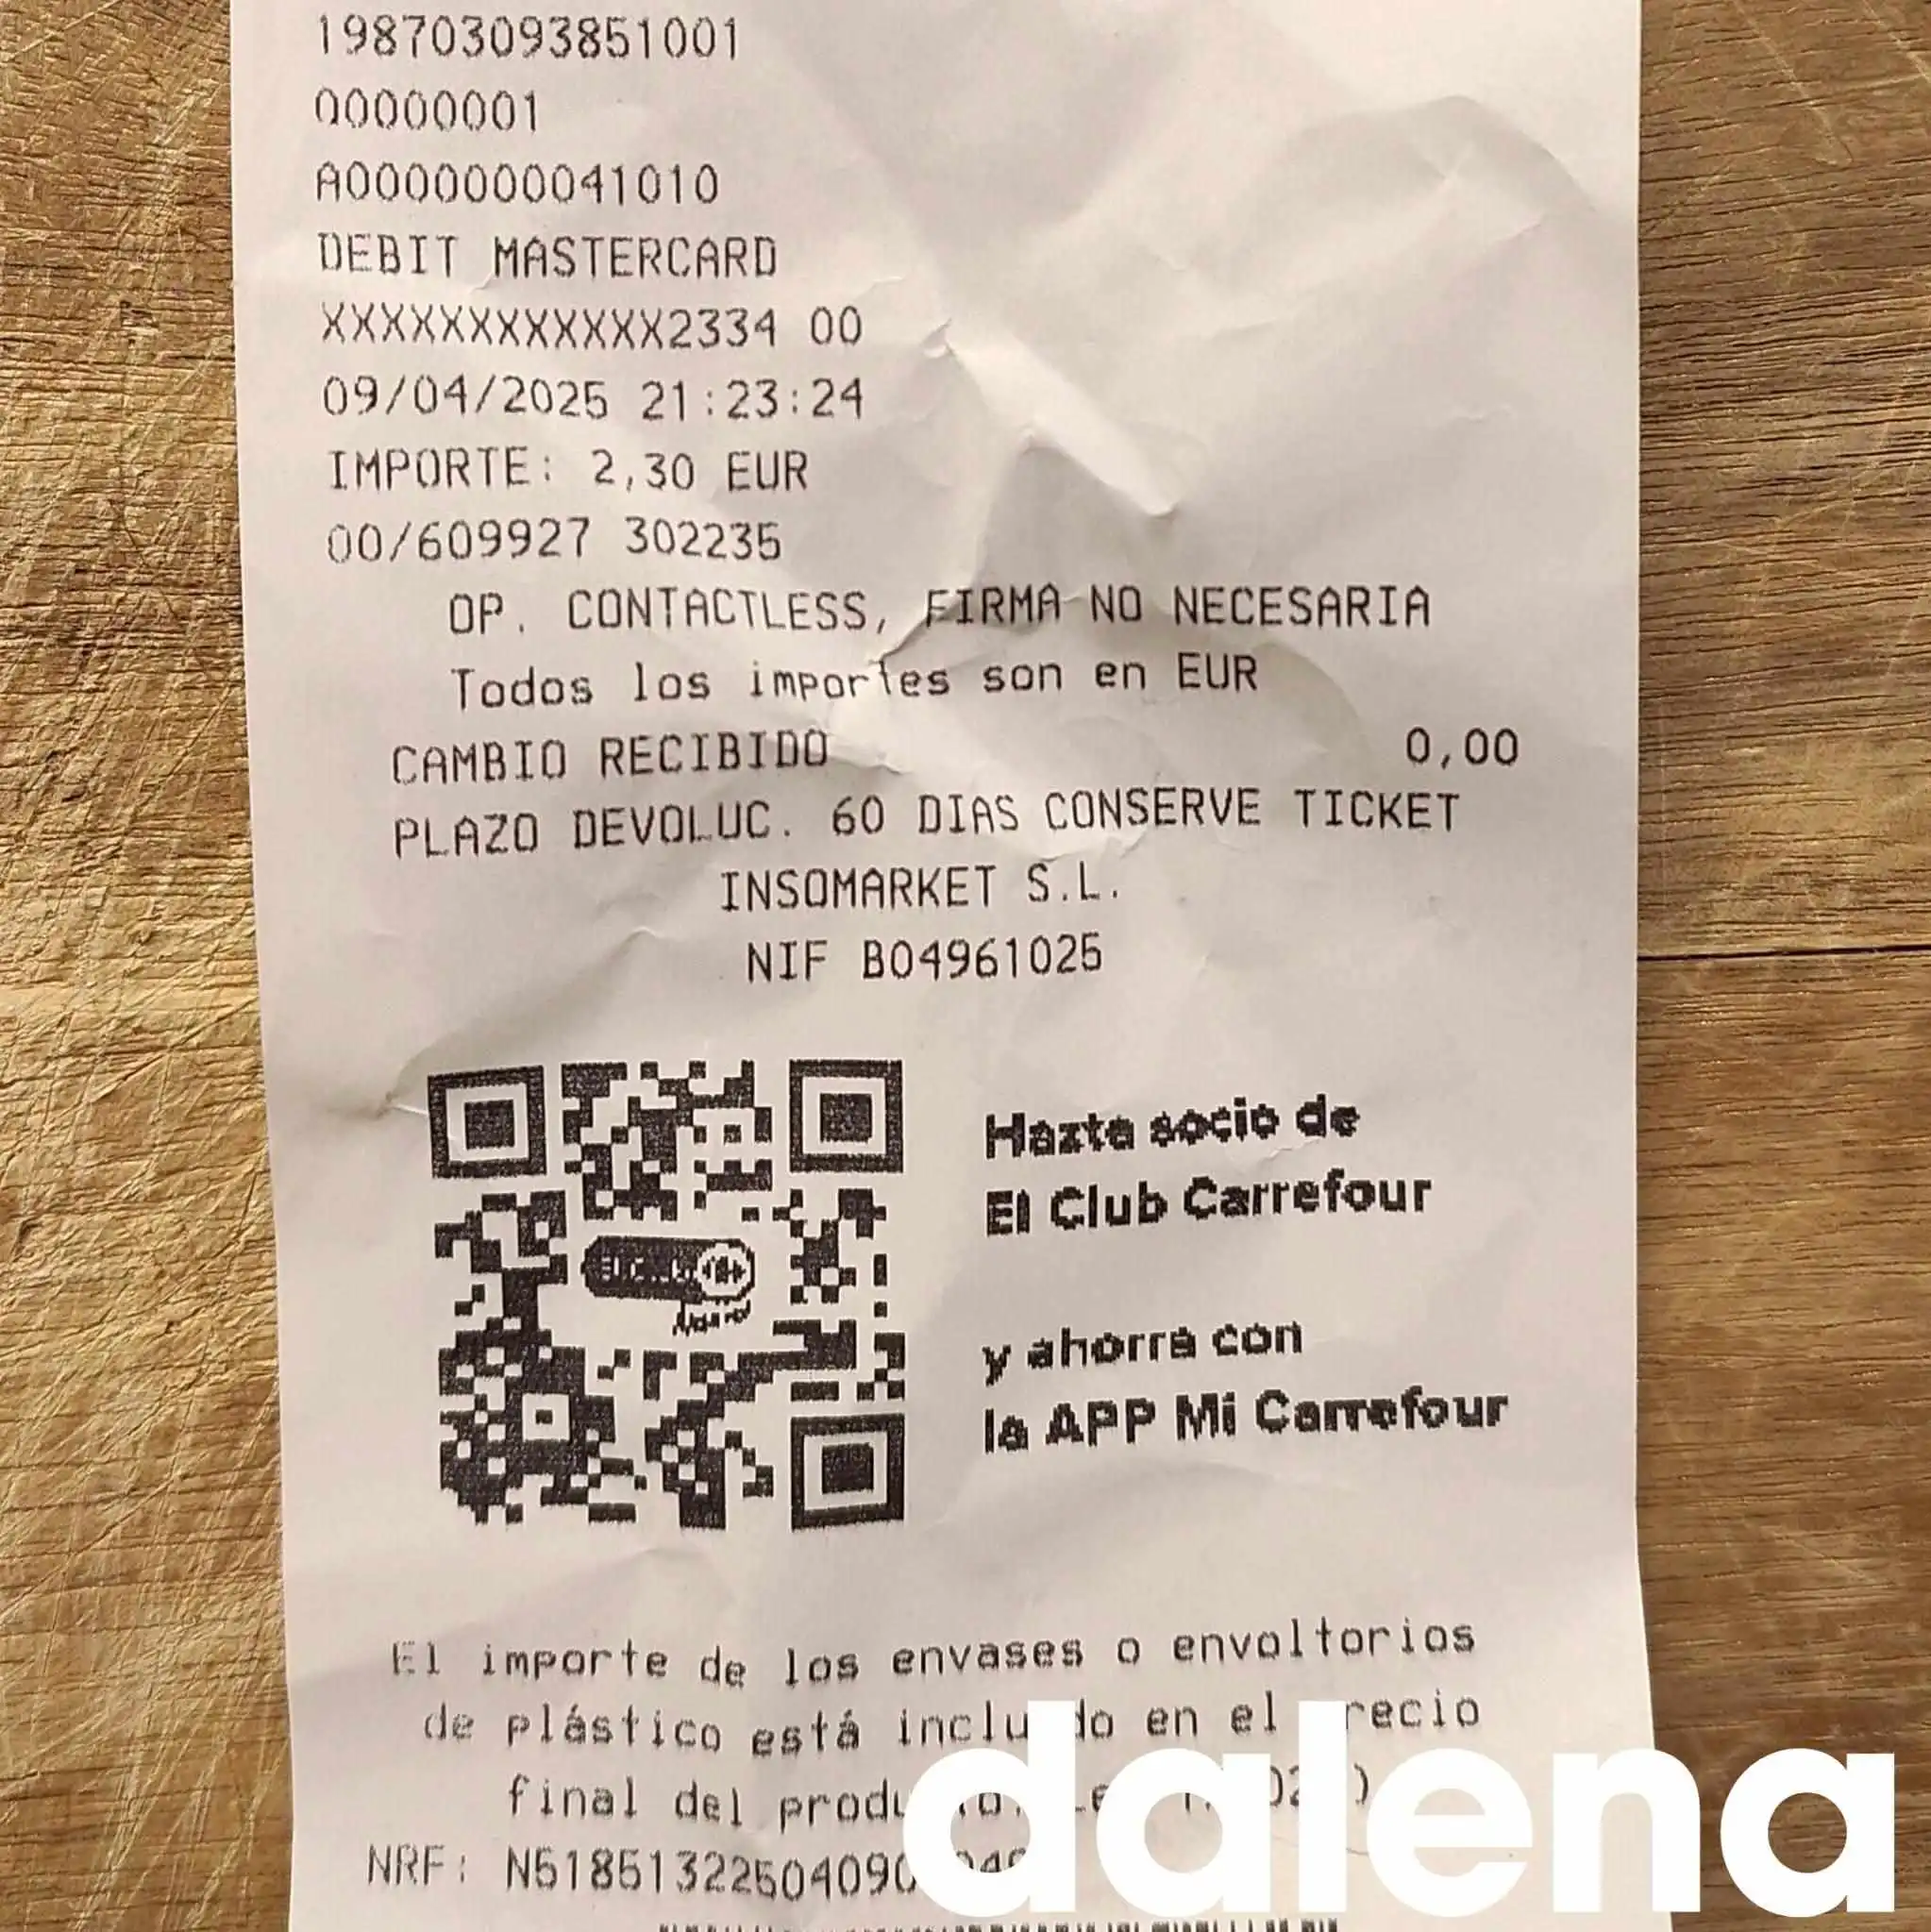 198703093851001
00000001
A0000000041010
DEBIT MASTERCARD
XXXXXXXXXXXX2334 00
09/04/2025 21:23:24
IMPORTE: 2,30 EUR
00/609927 302235
OP. CONTACTLESS, FIRMA NO NECESARIA
Todos los importes son en EUR
CAMBIO RECIBIDO 0,00
PLAZO DEVOLUC. 60 DIAS CONSERVE TICKET
INSOMARKET S.L.
NIF B04961025
Hazte socio de
El Club Carrefour
y ahorra con
la APP Mi Carrefour
El importe de los envases o envoltorios
de plástico está en el
final del
NRF:
dalena